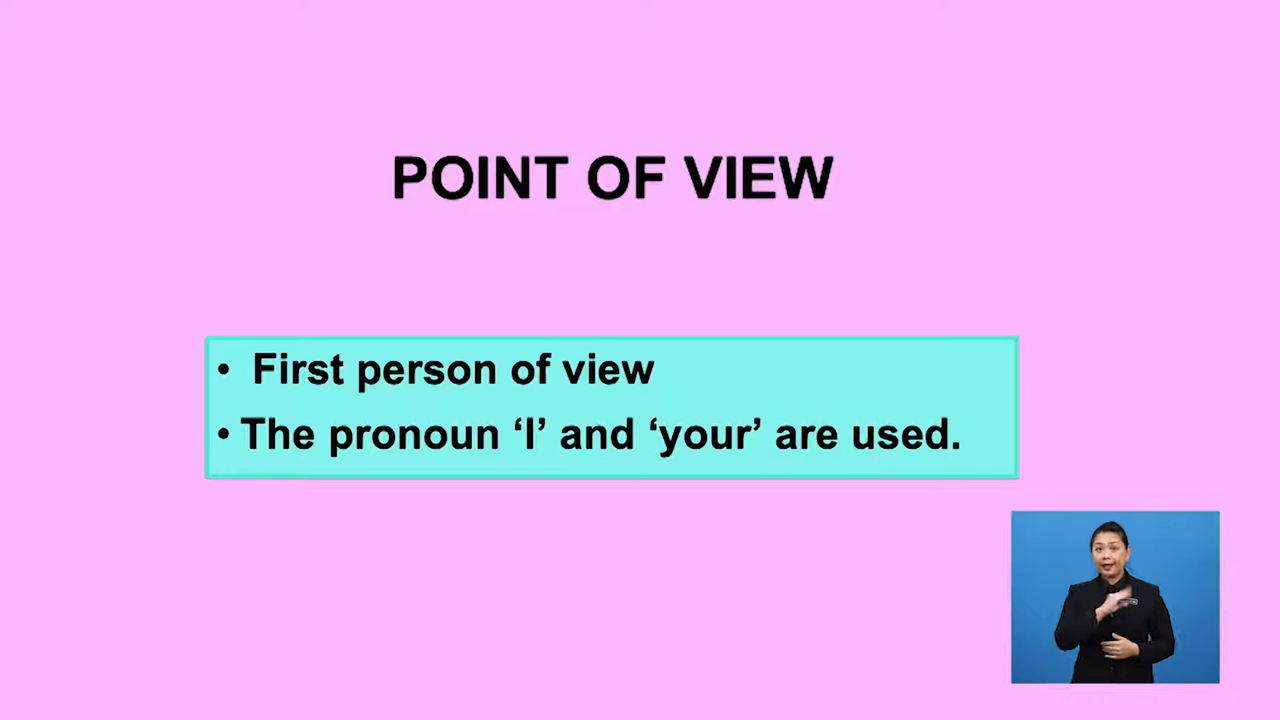 POINT OF VIEW
• First person of view
• The pronoun ‘I’ and ‘your’ are used.